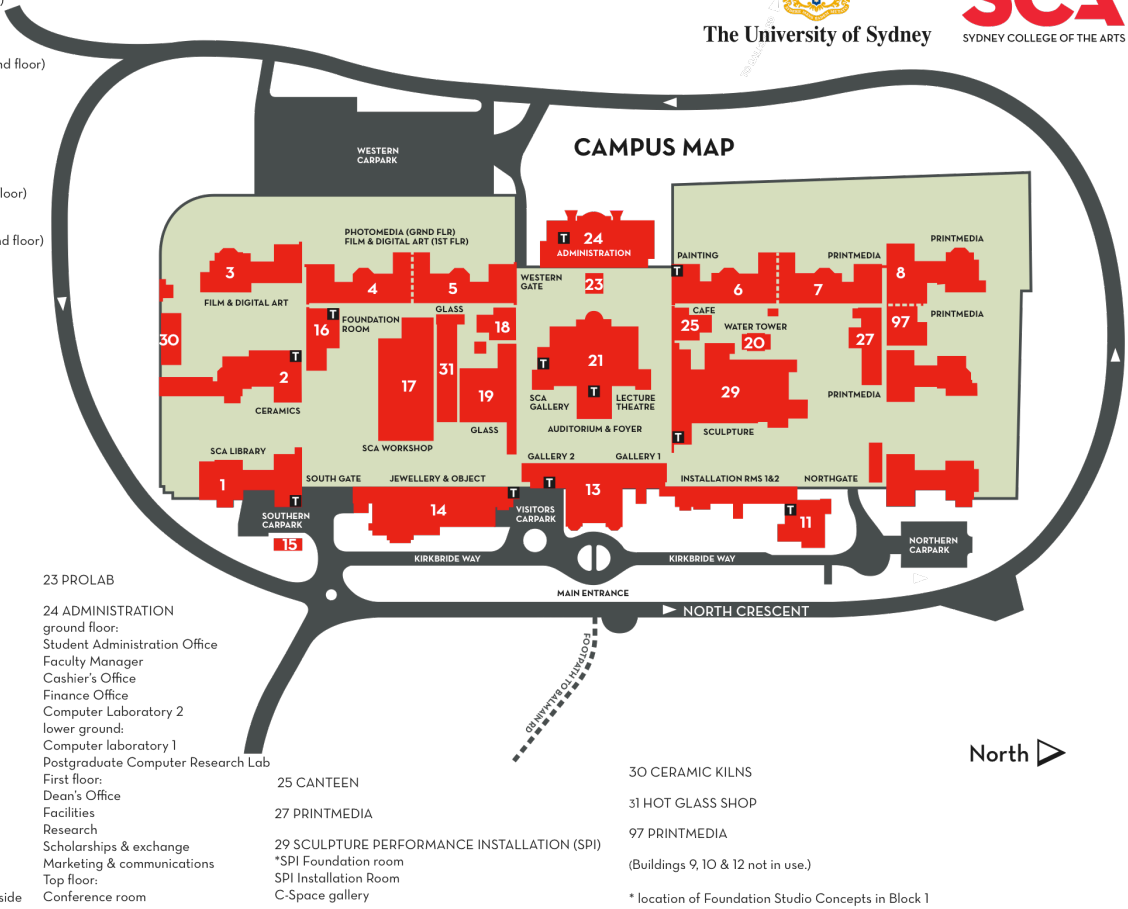 nd floor)
loor)
nd floor)
The University of Sydney
SCA
SYDNEY COLLEGE OF THE ARTS
CAMPUS MAP
WESTERN
CARPARK
PHOTOMEDIA (GRND FLR)
FILM & DIGITAL ART (1ST FLR)
T
24
ADMINISTRATION
PRINTMEDIA
PAINTING
PRINTMEDIA
3
4
5
WESTERN
GATE
23
T
6
7
8
FILM & DIGITAL ART
GLASS
CAFE
PRINTMEDIA
30
16
T
FOUNDATION
ROOM
18
25
WATER TOWER
20
27
97
2
T
17
31
19
T
21
29
CERAMICS
SCA
GALLERY
T
LECTURE
THEATRE
PRINTMEDIA
GLASS
AUDITORIUM & FOYER
T
SCULPTURE
SCA LIBRARY
SCA WORKSHOP
GALLERY 2
GALLERY 1
1
SOUTH GATE
JEWELLERY & OBJECT
INSTALLATION RMS 1&2
NORTHGATE
T
14
T
T
13
T
11
SOUTHERN
CARPARK
VISITORS
CARPARK
15
NORTHERN
CARPARK
KIRKBRIDE WAY
KIRKBRIDE WAY
MAIN ENTRANCE
NORTH CRESCENT
FOOTPATH TO BALMAIN RD
North
23 PROLAB
24 ADMINISTRATION
ground floor:
Student Administration Office
Faculty Manager
Cashier's Office
Finance Office
Computer Laboratory 2
lower ground:
Computer laboratory 1
Postgraduate Computer Research Lab
First floor:
Dean's Office
Facilities
Research
Scholarships & exchange
Marketing & communications
Top floor:
Conference room
side
25 CANTEEN
27 PRINTMEDIA
29 SCULPTURE PERFORMANCE INSTALLATION (SPI)
*SPI Foundation room
SPI Installation Room
C-Space gallery
30 CERAMIC KILNS
31 HOT GLASS SHOP
97 PRINTMEDIA
(Buildings 9, 10 & 12 not in use.)
* location of Foundation Studio Concepts in Block 1